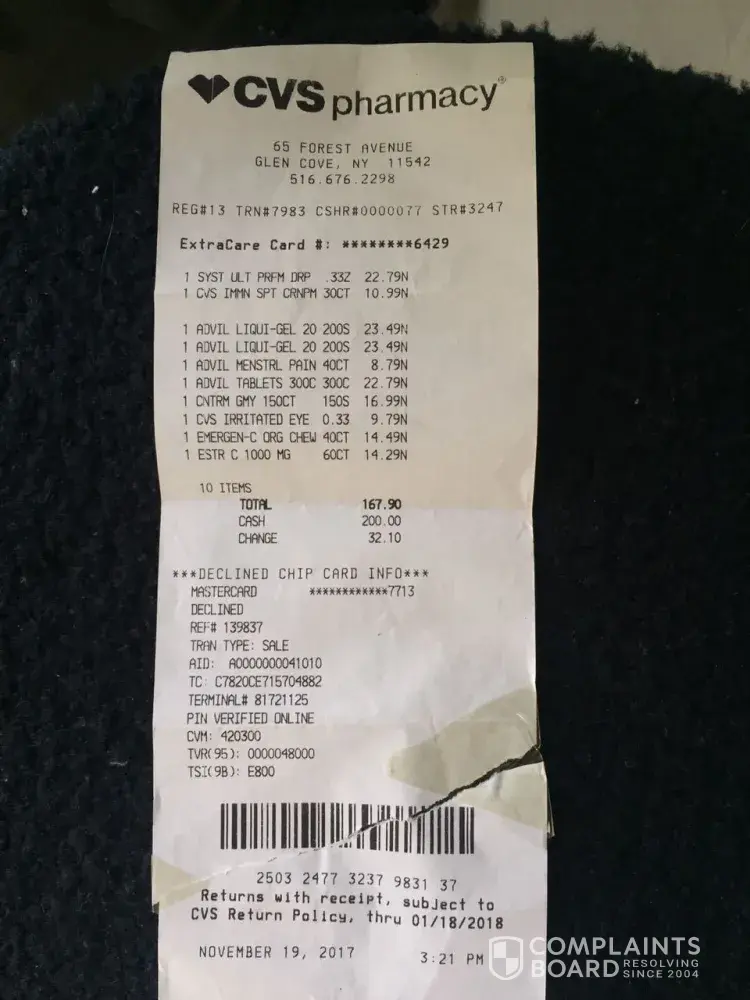 CVS pharmacy®
65 FOREST AVENUE
GLEN COVE, NY 11542
516.676.2298
REG#13 TRN#7983 CSHR#0000077 STR#3247
ExtraCare Card #: ********6429
1 SYST ULT PRFM DRP .33Z 22.79N
1 CVS IMMN SPT CRNPM 30CT 10.99N
1 ADVIL LIQUI-GEL 20 200S 23.49N
1 ADVIL LIQUI-GEL 20 200S 23.49N
1 ADVIL MENSTRL PAIN 40CT 8.79N
1 ADVIL TABLETS 300C 300C 22.79N
1 CNTRM GMY 150CT 150S 16.99N
1 CVS IRRITATED EYE 0.33 9.79N
1 EMERGEN-C ORG CHEW 40CT 14.49N
1 ESTR C 1000 MG 60CT 14.29N
10 ITEMS
TOTAL 167.90
CASH 200.00
CHANGE 32.10
***DECLINED CHIP CARD INFO***
MASTERCARD ************7713
DECLINED
REF# 139837
TRAN TYPE: SALE
AID: A0000000041010
TC: C7820CE715704882
TERMINAL# 81721125
PIN VERIFIED ONLINE
CVM: 420300
TVR(95): 0000048000
TSI(9B): E800
2503 2477 3237 9831 37
Returns with receipt, subject to
CVS Return Policy, thru 01/18/2018
NOVEMBER 19, 2017 3:21 PM
COMPLAINTS
BOARD RESOLVING SINCE 2004